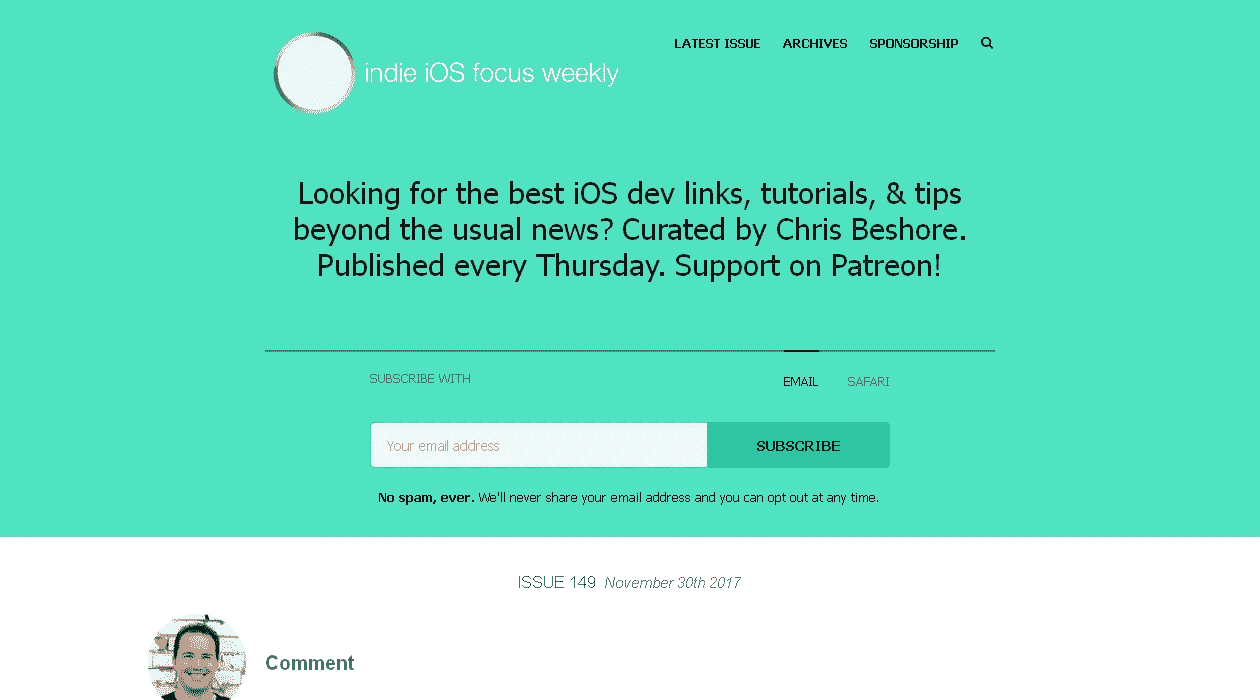 LATEST ISSUE ARCHIVES SPONSORSHIP
indie iOS focus weekly
Looking for the best iOS dev links, tutorials, & tips
beyond the usual news? Curated by Chris Beshore.
Published every Thursday. Support on Patreon!
SUBSCRIBE WITH EMAIL SAFARI
Your email address SUBSCRIBE
No spam, ever. We'll never share your email address and you can opt out at any time.
ISSUE 149 November 30th 2017
Comment